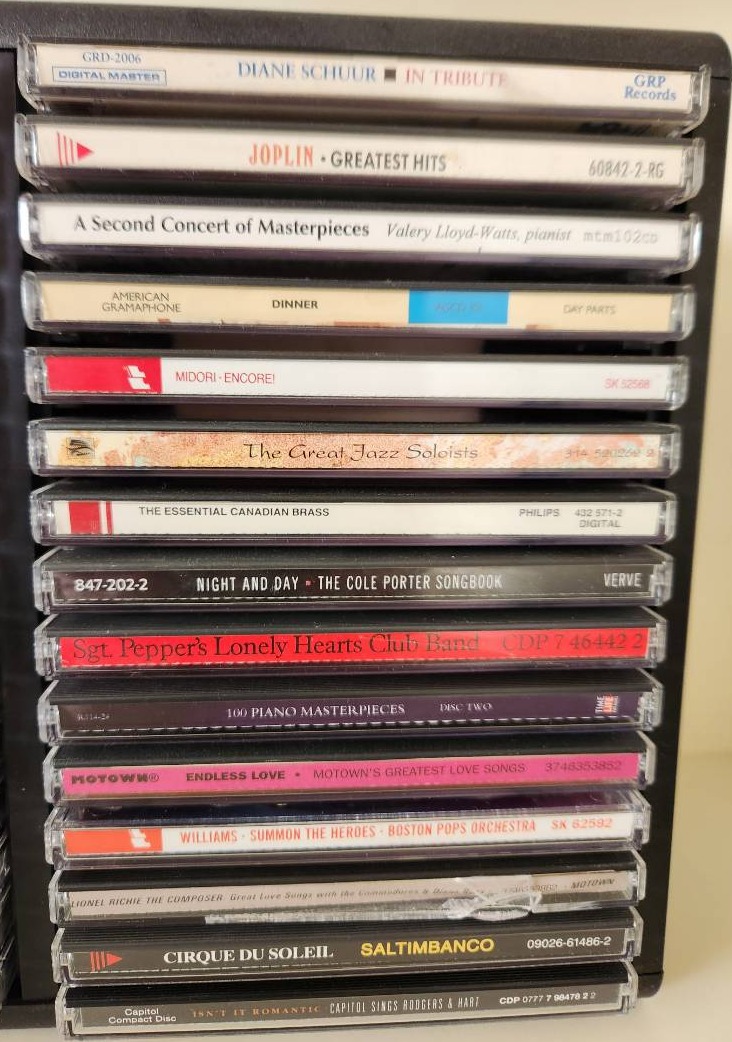 GRD-2006
DIGITAL MASTER
DIANE SCHUUR ■ IN TRIBUTE
GRP
Records
JOPLIN · GREATEST HITS
60842-2-RG
A Second Concert of Masterpieces Valery Lloyd-Watts, pianist mtm102cd
AMERICAN
GRAMAPHONE
DINNER
DAY PARTS
MIDORI · ENCORE!
SK 52568
The Great Jazz Soloists
THE ESSENTIAL CANADIAN BRASS
PHILIPS 432 571-2
DIGITAL
847-202-2 NIGHT AND DAY · THE COLE PORTER SONGBOOK VERVE
Sgt. Pepper's Lonely Hearts Club Band CDP 7 46442 2
100 PIANO MASTERPIECES DISC TWO
TIME
LIFE
MOTOWN® ENDLESS LOVE • MOTOWN'S GREATEST LOVE SONGS 3746353852
WILLIAMS · SUMMON THE HEROES · BOSTON POPS ORCHESTRA SK 62592
LIONEL RICHIE THE COMPOSER Great Love Songs with the Commodores & Diana MOTOWN
CIRQUE DU SOLEIL SALTIMBANCO 09026-61486-2
Capitol
Compact Disc
ISN'T IT ROMANTIC CAPITOL SINGS RODGERS & HART CDP 0777 7 98478 2 2